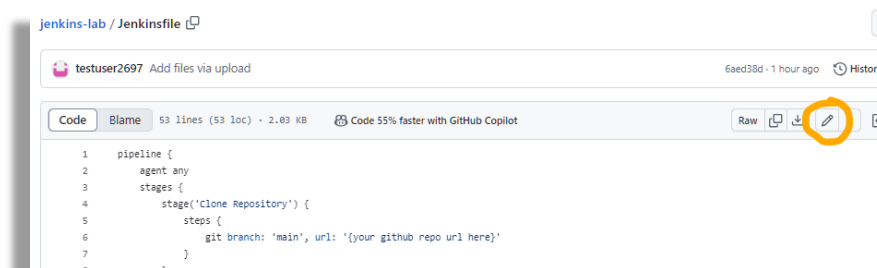 jenkins-lab / Jenkinsfile
testuser2697 Add files via upload 6aed38d · 1 hour ago Histor
Code Blame 53 lines (53 loc) · 2.03 KB Code 55% faster with GitHub Copilot Raw
1 pipeline {
2 agent any
3 stages {
4 stage('Clone Repository') {
5 steps {
6 git branch: 'main', url: '{your github repo url here}'
7 }